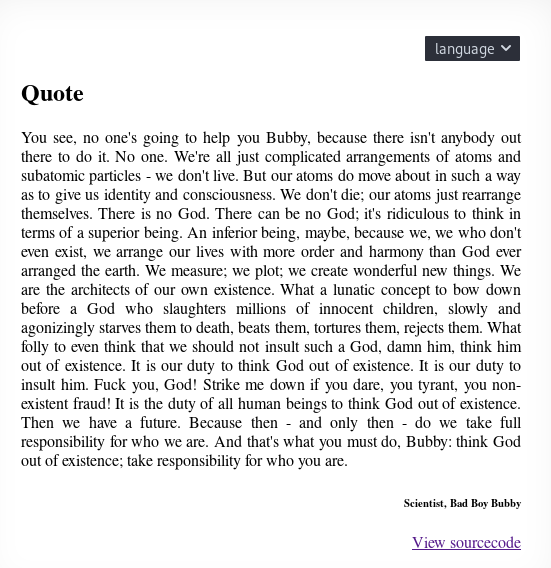 language
Quote
You see, no one's going to help you Bubby, because there isn't anybody out
there to do it. No one. We're all just complicated arrangements of atoms and
subatomic particles - we don't live. But our atoms do move about in such a way
as to give us identity and consciousness. We don't die; our atoms just rearrange
themselves. There is no God. There can be no God; it's ridiculous to think in
terms of a superior being. An inferior being, maybe, because we, we who don't
even exist, we arrange our lives with more order and harmony than God ever
arranged the earth. We measure; we plot; we create wonderful new things. We
are the architects of our own existence. What a lunatic concept to bow down
before a God who slaughters millions of innocent children, slowly and
agonizingly starves them to death, beats them, tortures them, rejects them. What
folly to even think that we should not insult such a God, damn him, think him
out of existence. It is our duty to think God out of existence. It is our duty to
insult him. Fuck you, God! Strike me down if you dare, you tyrant, you non-
existent fraud! It is the duty of all human beings to think God out of existence.
Then we have a future. Because then - and only then - do we take full
responsibility for who we are. And that's what you must do, Bubby: think God
out of existence; take responsibility for who you are.
Scientist, Bad Boy Bubby
View sourcecode